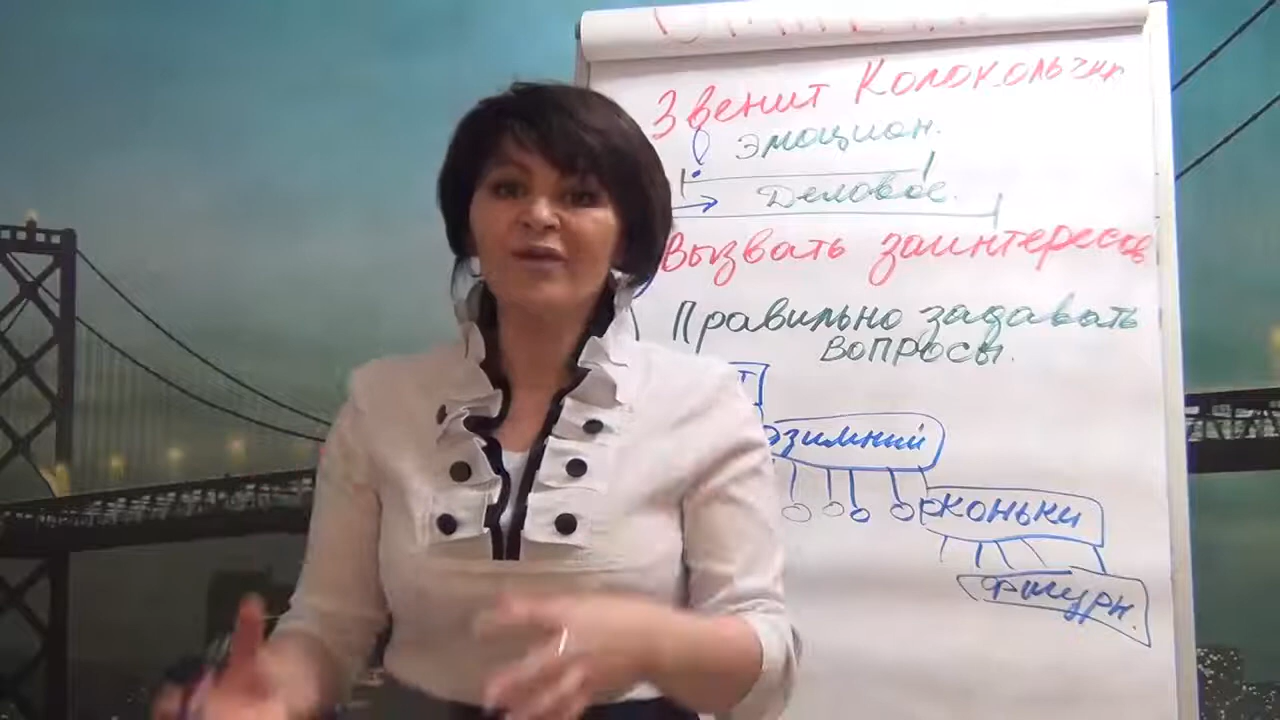 Звенит Колокольчик
эмоцион.
Деловое.
Вызвать заинтересов
Правильно задавать
вопросы.
зимний
коньки
фигурн.